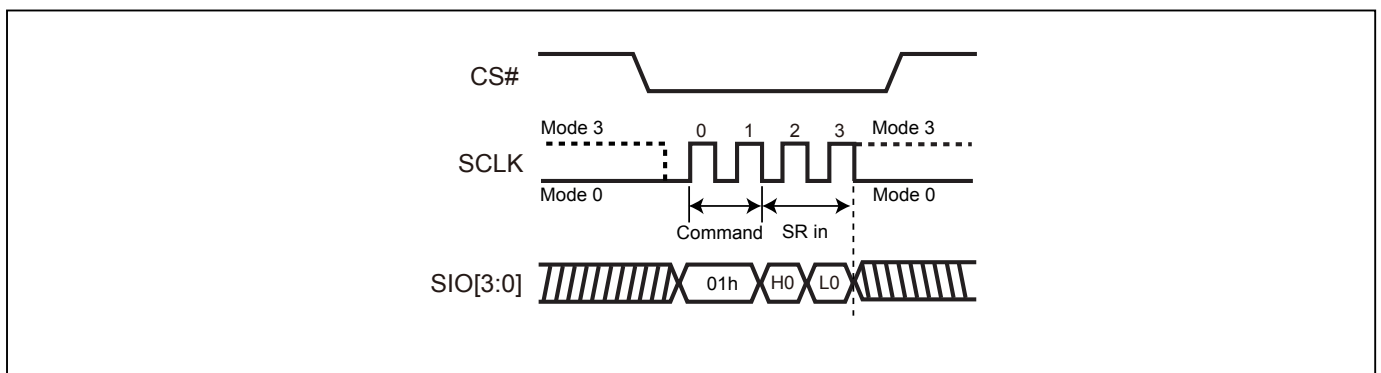 CS#
Mode 3 0 1 2 3 Mode 3
SCLK
Mode 0 Mode 0
Command SR in
SIO[3:0] 01h H0 L0